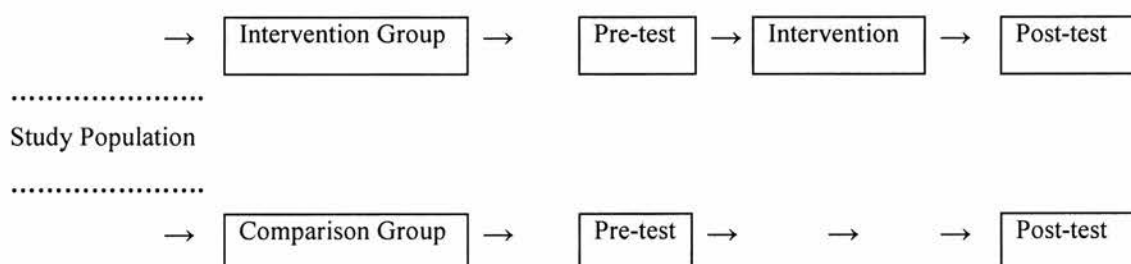 → Intervention Group → Pre-test → Intervention → Post-test
........................
Study Population
........................
→ Comparison Group → Pre-test → → → Post-test